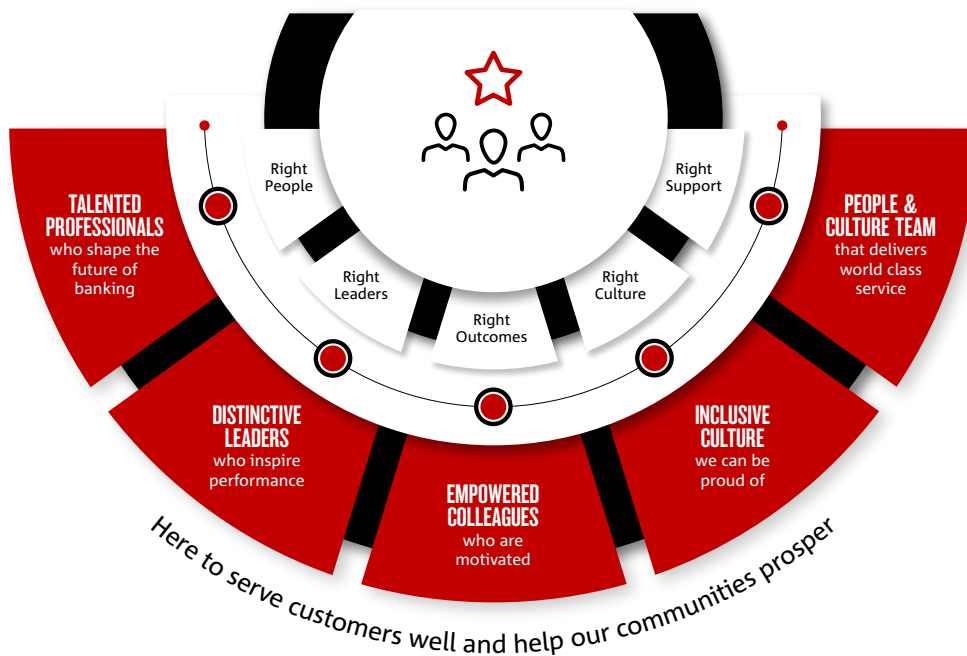 Right
People
Right
Leaders
Right
Outcomes
Right
Culture
Right
Support
TALENTED
PROFESSIONALS
who shape the
future of
banking
DISTINCTIVE
LEADERS
who inspire
performance
EMPOWERED
COLLEAGUES
who are
motivated
INCLUSIVE
CULTURE
we can be
proud of
PEOPLE &
CULTURE TEAM
that delivers
world class
service
Here to serve customers well and help our communities prosper